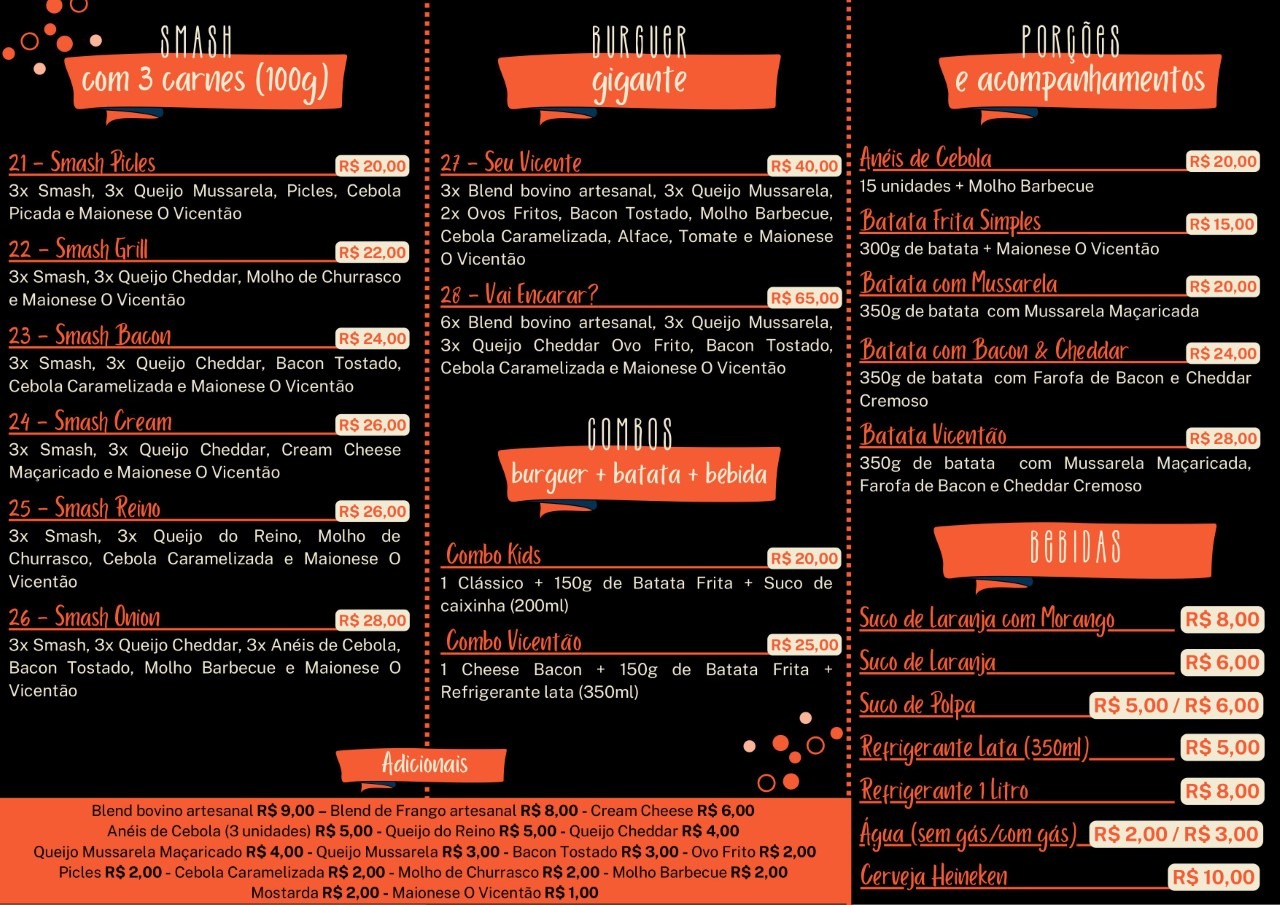 SMASH
com 3 carnes (100g)
21 – Smash Picles R$ 20,00
3x Smash, 3x Queijo Mussarela, Picles, Cebola
Picada e Maionese O Vicentão
22 – Smash Grill R$ 22,00
3x Smash, 3x Queijo Cheddar, Molho de Churrasco
e Maionese O Vicentão
23 – Smash Bacon R$ 24,00
3x Smash, 3x Queijo Cheddar, Bacon Tostado,
Cebola Caramelizada e Maionese O Vicentão
24 – Smash Cream R$ 26,00
3x Smash, 3x Queijo Cheddar, Cream Cheese
Maçaricado e Maionese O Vicentão
25 – Smash Reino R$ 26,00
3x Smash, 3x Queijo do Reino, Molho de
Churrasco, Cebola Caramelizada e Maionese O
Vicentão
26 – Smash Onion R$ 28,00
3x Smash, 3x Queijo Cheddar, 3x Anéis de Cebola,
Bacon Tostado, Molho Barbecue e Maionese O
Vicentão
BURGUER
gigante
27 – Seu Vicente R$ 40,00
3x Blend bovino artesanal, 3x Queijo Mussarela,
2x Ovos Fritos, Bacon Tostado, Molho Barbecue,
Cebola Caramelizada, Alface, Tomate e Maionese
O Vicentão
28 – Vai Encarar? R$ 65,00
6x Blend bovino artesanal, 3x Queijo Mussarela,
3x Queijo Cheddar Ovo Frito, Bacon Tostado,
Cebola Caramelizada e Maionese O Vicentão
COMBOS
burguer + batata + bebida
Combo Kids R$ 20,00
1 Clássico + 150g de Batata Frita + Suco de
caixinha (200ml)
Combo Vicentão R$ 25,00
1 Cheese Bacon + 150g de Batata Frita +
Refrigerante lata (350ml)
Adicionais
Blend bovino artesanal R$ 9,00 – Blend de Frango artesanal R$ 8,00 - Cream Cheese R$ 6,00
Anéis de Cebola (3 unidades) R$ 5,00 - Queijo do Reino R$ 5,00 - Queijo Cheddar R$ 4,00
Queijo Mussarela Maçaricado R$ 4,00 - Queijo Mussarela R$ 3,00 - Bacon Tostado R$ 3,00 - Ovo Frito R$ 2,00
Picles R$ 2,00 - Cebola Caramelizada R$ 2,00 - Molho de Churrasco R$ 2,00 - Molho Barbecue R$ 2,00
Mostarda R$ 2,00 - Maionese O Vicentão R$ 1,00
PORÇÕES
e acompanhamentos
Anéis de Cebola R$ 20,00
15 unidades + Molho Barbecue
Batata Frita Simples R$ 15,00
300g de batata + Maionese O Vicentão
Batata com Mussarela R$ 20,00
350g de batata com Mussarela Maçaricada
Batata com Bacon & Cheddar R$ 24,00
350g de batata com Farofa de Bacon e Cheddar
Cremoso
Batata Vicentão R$ 28,00
350g de batata com Mussarela Maçaricada,
Farofa de Bacon e Cheddar Cremoso
BEBIDAS
Suco de Laranja com Morango R$ 8,00
Suco de Laranja R$ 6,00
Suco de Polpa R$ 5,00 / R$ 6,00
Refrigerante Lata (350ml) R$ 5,00
Refrigerante 1 Litro R$ 8,00
Água (sem gás/com gás) R$ 2,00 / R$ 3,00
Cerveja Heineken R$ 10,00